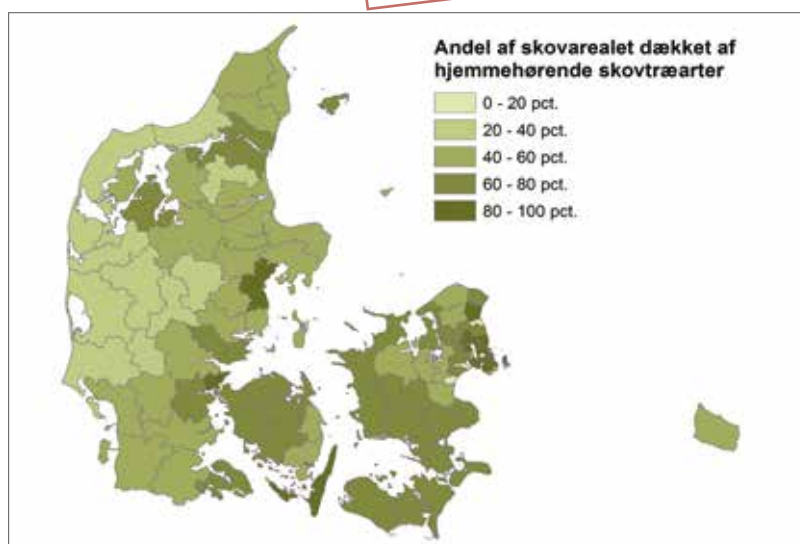 Andel af skovarealet dækket af
hjemmehørende skovtræarter
0 - 20 pct.
20 - 40 pct.
40 - 60 pct.
60 - 80 pct.
80 - 100 pct.